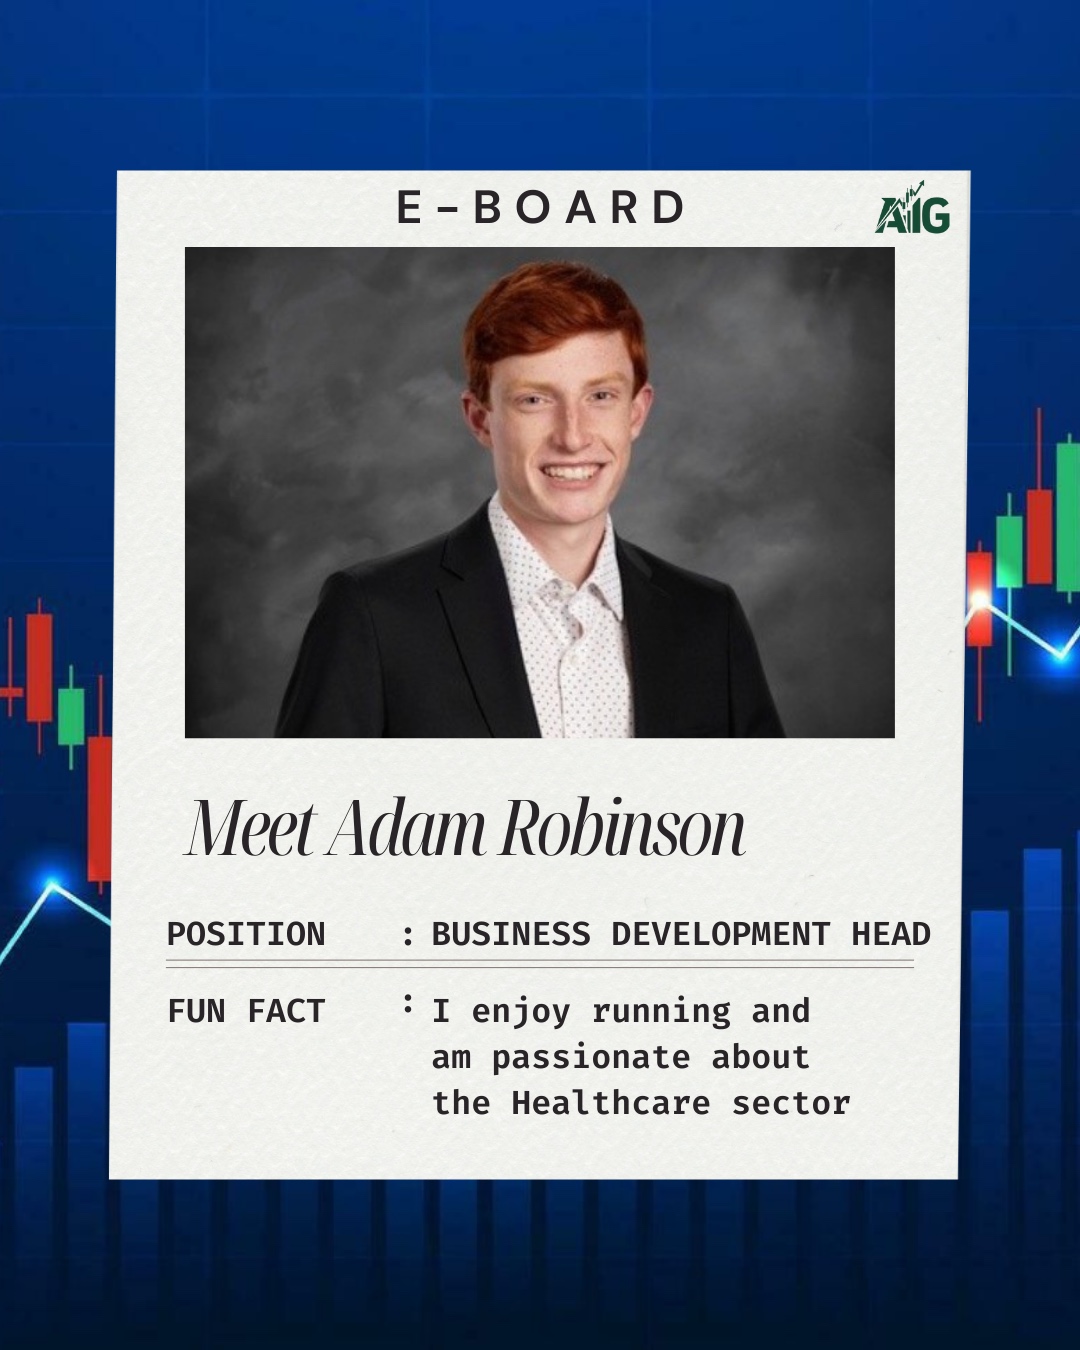 E-BOARD
AIG
Meet Adam Robinson
POSITION : BUSINESS DEVELOPMENT HEAD
FUN FACT : I enjoy running and
am passionate about
the Healthcare sector